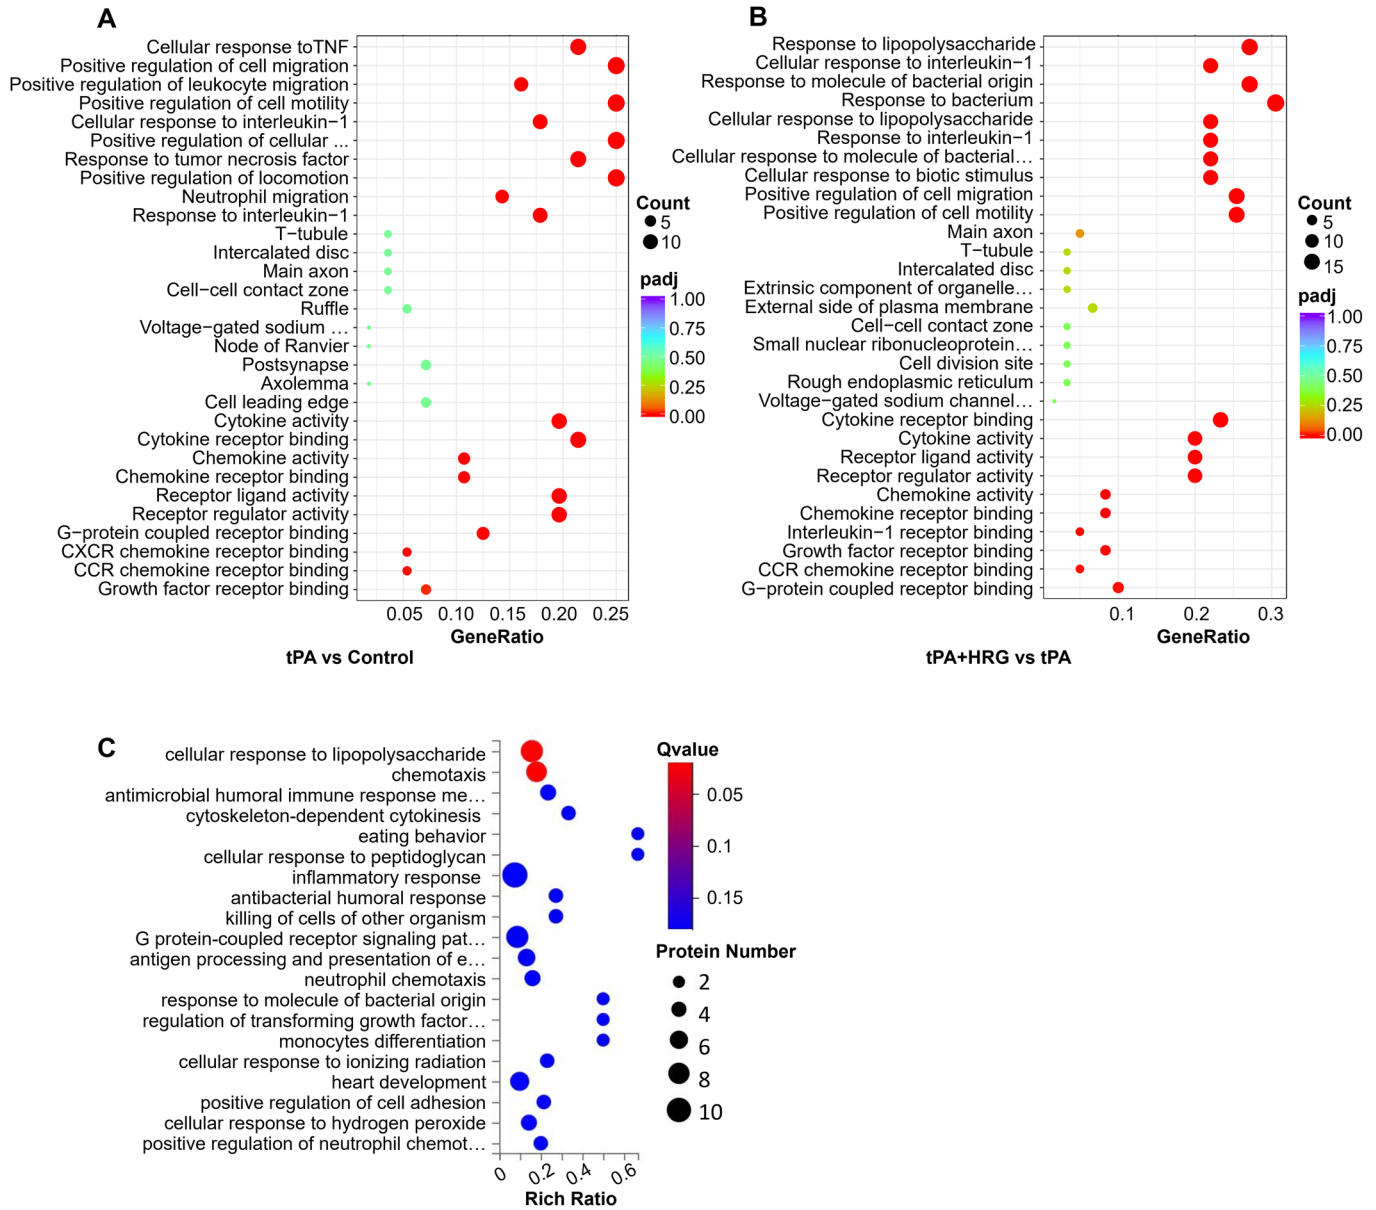 A
Cellular response toTNF
Positive regulation of cell migration
Positive regulation of leukocyte migration
Positive regulation of cell motility
Cellular response to interleukin−1
Positive regulation of cellular ...
Response to tumor necrosis factor
Positive regulation of locomotion
Neutrophil migration
Response to interleukin−1
T−tubule
Intercalated disc
Main axon
Cell−cell contact zone
Ruffle
Voltage−gated sodium ...
Node of Ranvier
Postsynapse
Axolemma
Cell leading edge
Cytokine activity
Cytokine receptor binding
Chemokine activity
Chemokine receptor binding
Receptor ligand activity
Receptor regulator activity
G−protein coupled receptor binding
CXCR chemokine receptor binding
CCR chemokine receptor binding
Growth factor receptor binding
0.05 0.10 0.15 0.20 0.25
GeneRatio
tPA vs Control
Count
5
10
padj
1.00
0.75
0.50
0.25
0.00
B
Response to lipopolysaccharide
Cellular response to interleukin−1
Response to molecule of bacterial origin
Response to bacterium
Cellular response to lipopolysaccharide
Response to interleukin−1
Cellular response to molecule of bacterial...
Cellular response to biotic stimulus
Positive regulation of cell migration
Positive regulation of cell motility
Main axon
T−tubule
Intercalated disc
Extrinsic component of organelle...
External side of plasma membrane
Cell−cell contact zone
Small nuclear ribonucleoprotein...
Cell division site
Rough endoplasmic reticulum
Voltage−gated sodium channel...
Cytokine receptor binding
Cytokine activity
Receptor ligand activity
Receptor regulator activity
Chemokine activity
Chemokine receptor binding
Interleukin−1 receptor binding
Growth factor receptor binding
CCR chemokine receptor binding
G−protein coupled receptor binding
0.1 0.2 0.3
GeneRatio
tPA+HRG vs tPA
Count
5
10
15
padj
1.00
0.75
0.50
0.25
0.00
C
cellular response to lipopolysaccharide
chemotaxis
antimicrobial humoral immune response me...
cytoskeleton-dependent cytokinesis
eating behavior
cellular response to peptidoglycan
inflammatory response
antibacterial humoral response
killing of cells of other organism
G protein-coupled receptor signaling pat...
antigen processing and presentation of e...
neutrophil chemotaxis
response to molecule of bacterial origin
regulation of transforming growth factor...
monocytes differentiation
cellular response to ionizing radiation
heart development
positive regulation of cell adhesion
cellular response to hydrogen peroxide
positive regulation of neutrophil chemot...
0 0.2 0.4 0.6
Rich Ratio
Qvalue
0.05
0.1
0.15
Protein Number
2
4
6
8
10